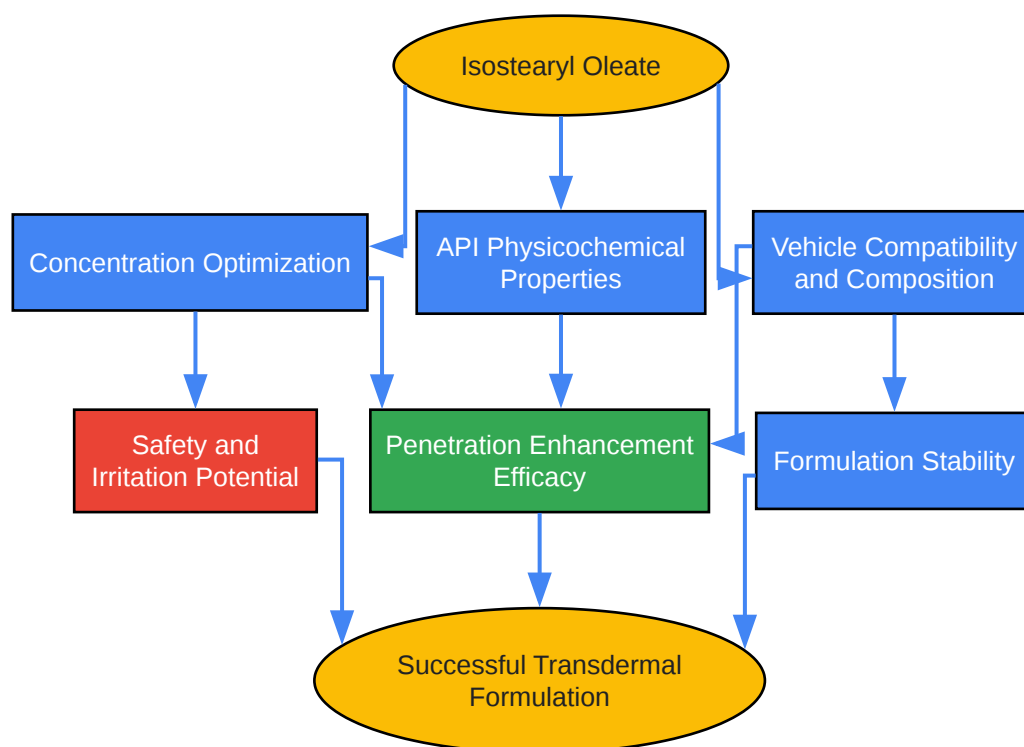 Isostearyl Oleate
Concentration Optimization
API Physicochemical
Properties
Vehicle Compatibility
and Composition
Safety and
Irritation Potential
Penetration Enhancement
Efficacy
Formulation Stability
Successful Transdermal
Formulation